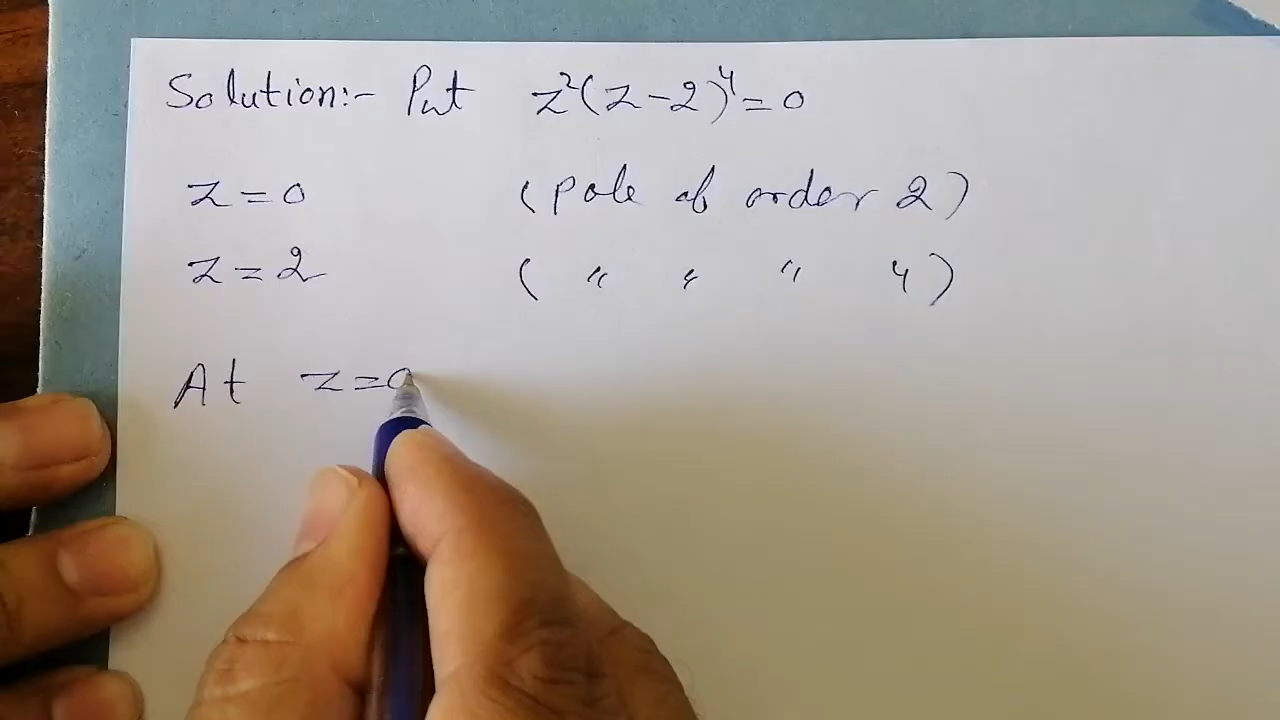 Solution:- Put z²(z-2)⁴=0
z=0 (pole of order 2)
z=2 ( " " " 4)
At z=0